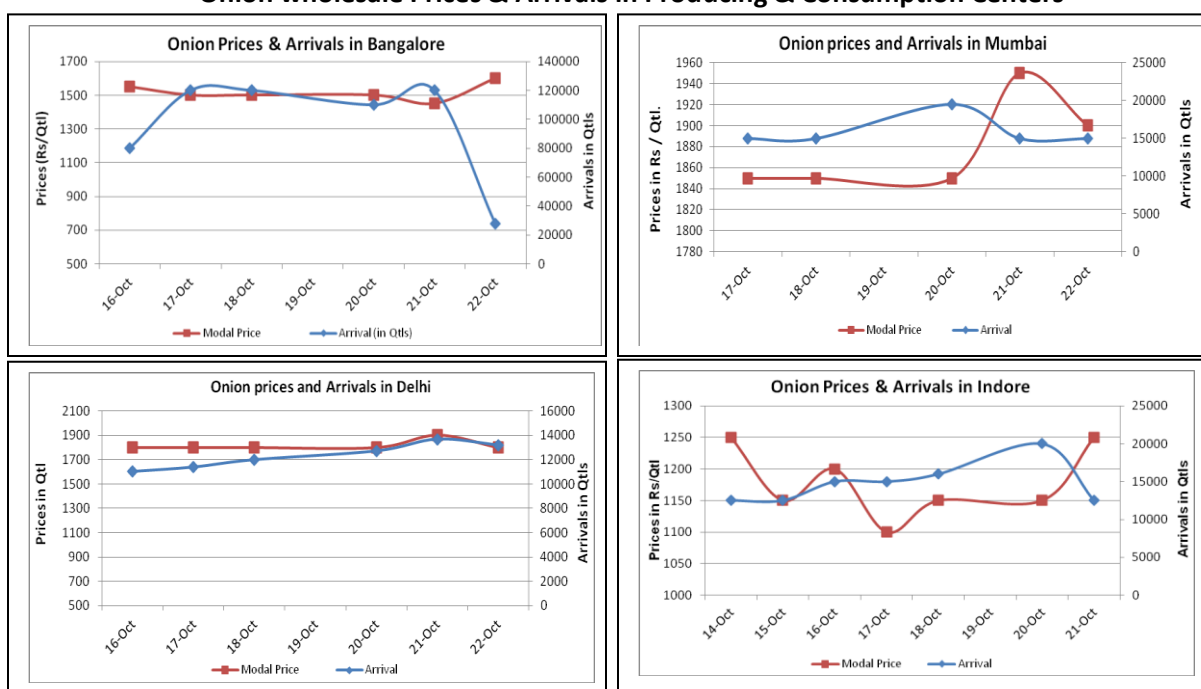 Onion wholesale Prices & Arrivals in Producing & Consumption Centers
Onion Prices & Arrivals in Bangalore
1700
1500
1300
1100
900
700
500
Prices (Rs/Qtl)
140000
120000
100000
80000
60000
40000
20000
0
Arrivals in Qtls
16-Oct
17-Oct
18-Oct
19-Oct
20-Oct
21-Oct
22-Oct
Modal Price
Arrival (in Qtls)
Onion prices and Arrivals in Mumbai
1960
1940
1920
1900
1880
1860
1840
1820
1800
1780
Prices in Rs / Qtl.
25000
20000
15000
10000
5000
0
Arrivals in Qtls
17-Oct
18-Oct
19-Oct
20-Oct
21-Oct
22-Oct
Modal Price
Arrival
Onion prices and Arrivals in Delhi
2100
1900
1700
1500
1300
1100
900
700
500
Prices in Qtl
16000
14000
12000
10000
8000
6000
4000
2000
0
Arrivals in Qtls
16-Oct
17-Oct
18-Oct
19-Oct
20-Oct
21-Oct
22-Oct
Modal Price
Arrival
Onion Prices & Arrivals in Indore
1300
1250
1200
1150
1100
1050
1000
Prices in Rs/Qtl
25000
20000
15000
10000
5000
0
Arrivals in Qtls
14-Oct
15-Oct
16-Oct
17-Oct
18-Oct
19-Oct
20-Oct
21-Oct
Modal Price
Arrival